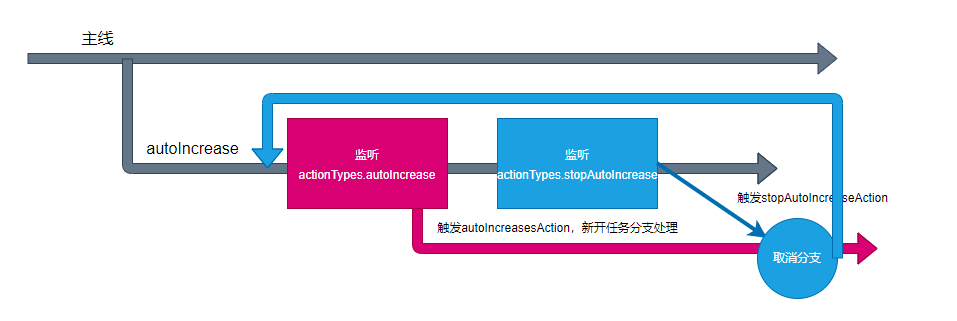 主线
autoIncrease
监听
actionTypes.autoIncrease
监听
actionTypes.stopAutoIncrease
触发stopAutoIncreaseAction
触发autoIncreasesAction，新开任务分支处理
取消分支